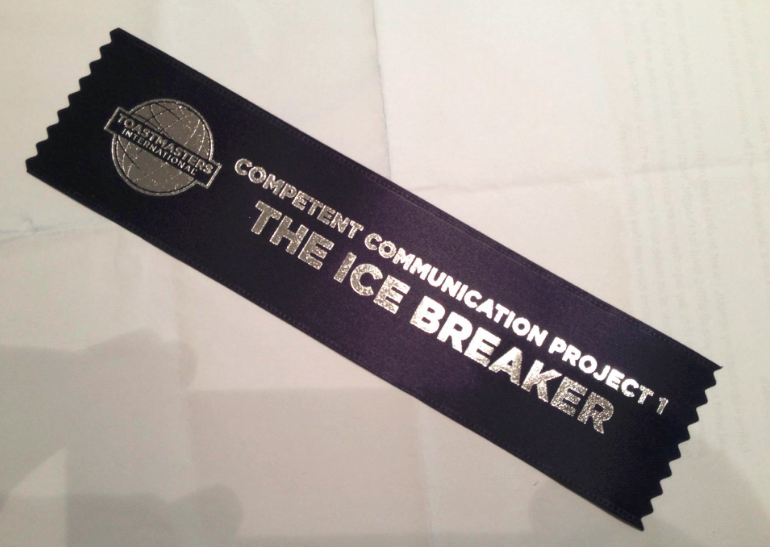 TOASTMASTERS
INTERNATIONAL
COMPETENT COMMUNICATION PROJECT 1
THE ICE BREAKER